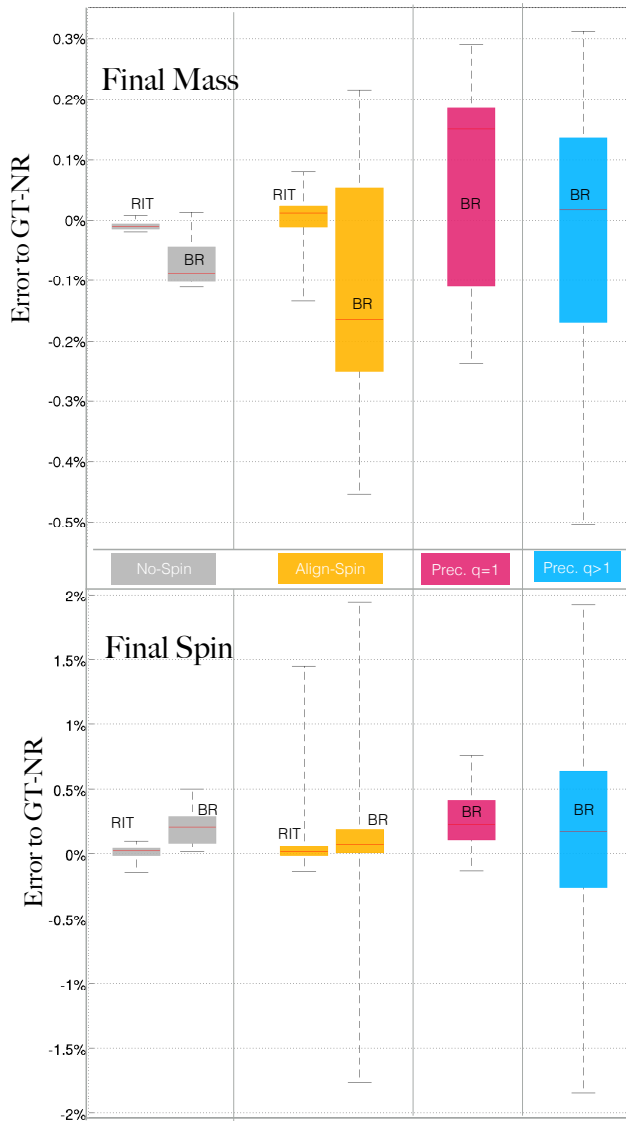 0.3%
Final Mass
0.2%
0.1%
RIT
RIT
BR
BR
0%
BR
-0.1%
BR
-0.2%
-0.3%
-0.4%
-0.5%
Error to GT-NR
No-Spin
Align-Spin
Prec. q=1
Prec. q>1
2%
Final Spin
1.5%
1%
0.5%
RIT
BR
RIT
BR
BR
BR
0%
-0.5%
-1%
-1.5%
-2%
Error to GT-NR